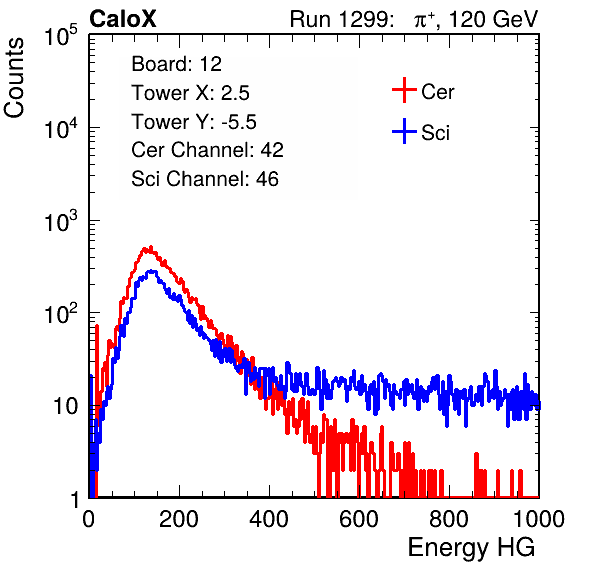 CaloX Run 1299: π⁺, 120 GeV
Counts
10⁵
10⁴
10³
10²
10
1
Board: 12
Tower X: 2.5
Tower Y: -5.5
Cer Channel: 42
Sci Channel: 46
Cer
Sci
0 200 400 600 800 1000
Energy HG